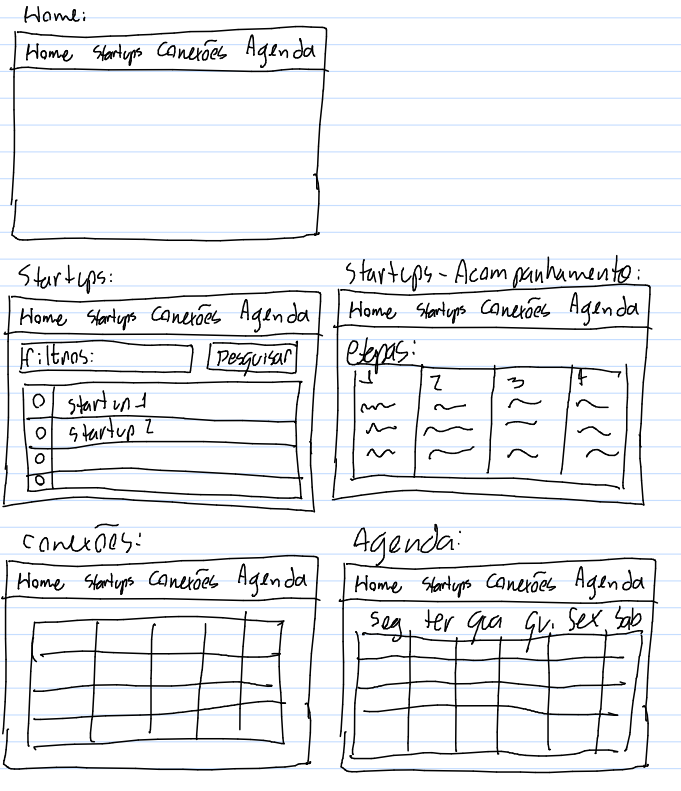 Home:
Home Startups Conexões Agenda
Startups:
Home Startups Conexões Agenda
Filtros: Pesquisar
Startup 1
Startup 2
Startups - Acompanhamento:
Home Startups Conexões Agenda
etapas:
1 2 3 4
Conexões:
Home Startups Conexões Agenda
Agenda:
Home Startups Conexões Agenda
Seg ter qua qui. Sex Sab